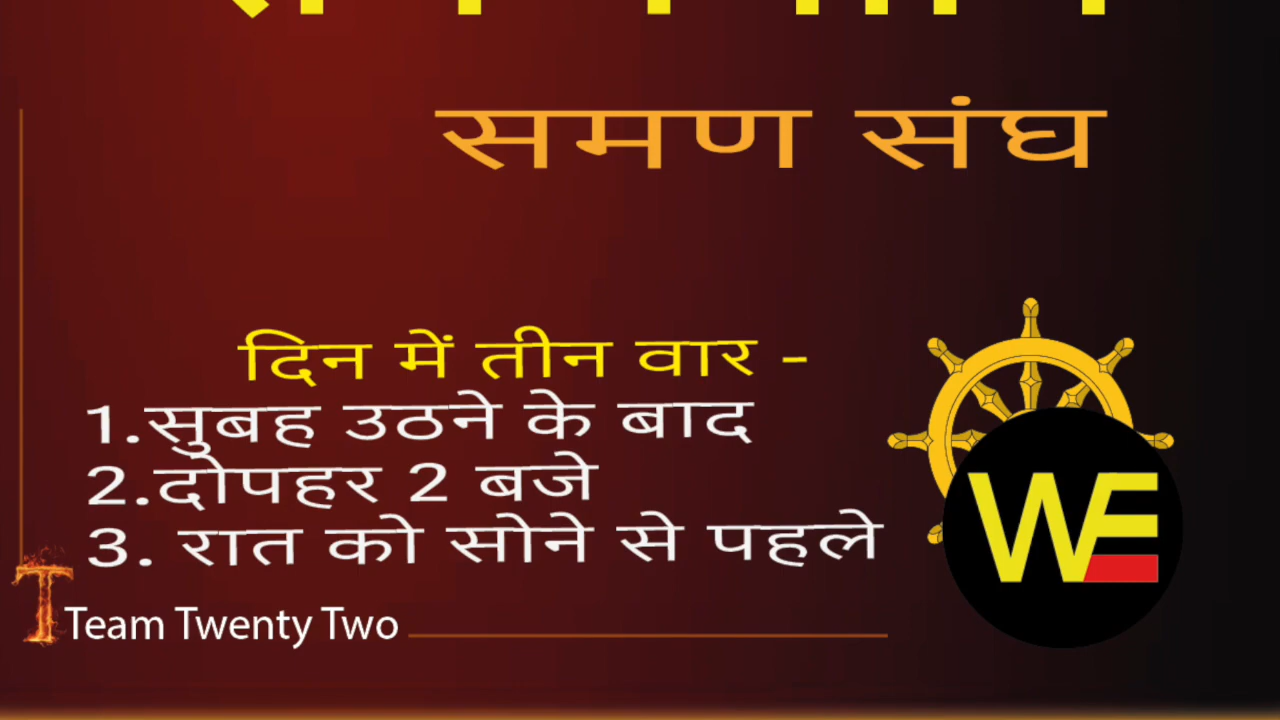 समण संघ
दिन में तीन वार -
1.सुबह उठने के बाद
2.दोपहर 2 बजे
3. रात को सोने से पहले
WE
T
Team Twenty Two